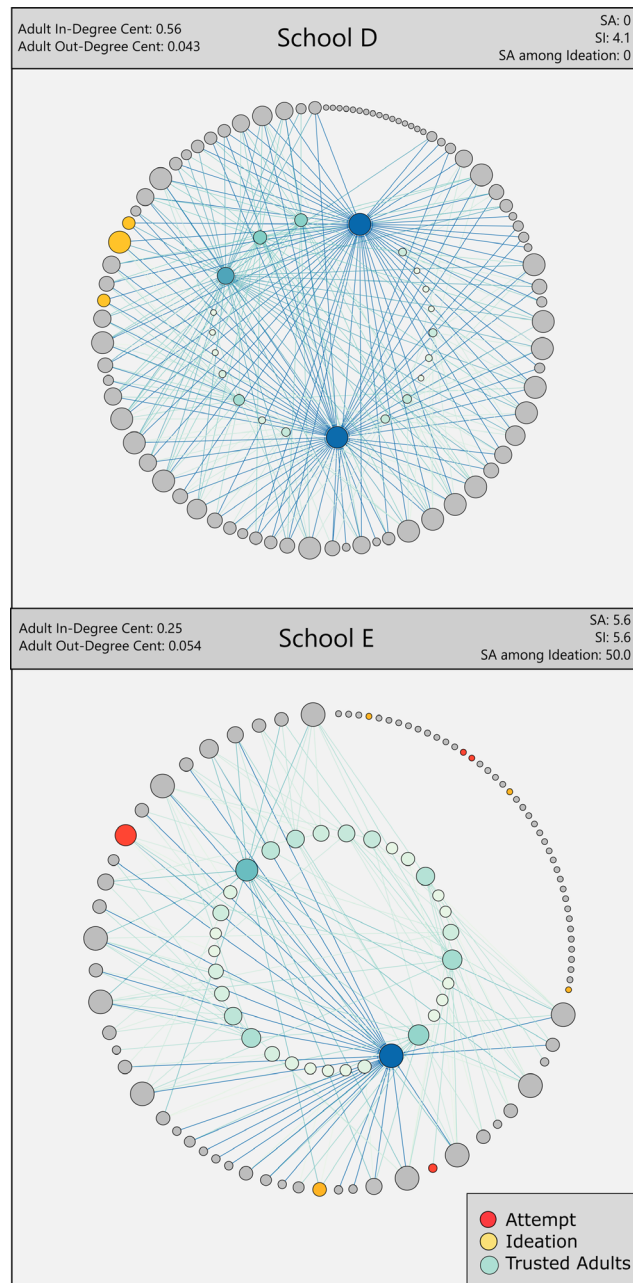 Adult In-Degree Cent: 0.56
Adult Out-Degree Cent: 0.043
School D
SA: 0
SI: 4.1
SA among Ideation: 0
Adult In-Degree Cent: 0.25
Adult Out-Degree Cent: 0.054
School E
SA: 5.6
SI: 5.6
SA among Ideation: 50.0
Attempt
Ideation
Trusted Adults